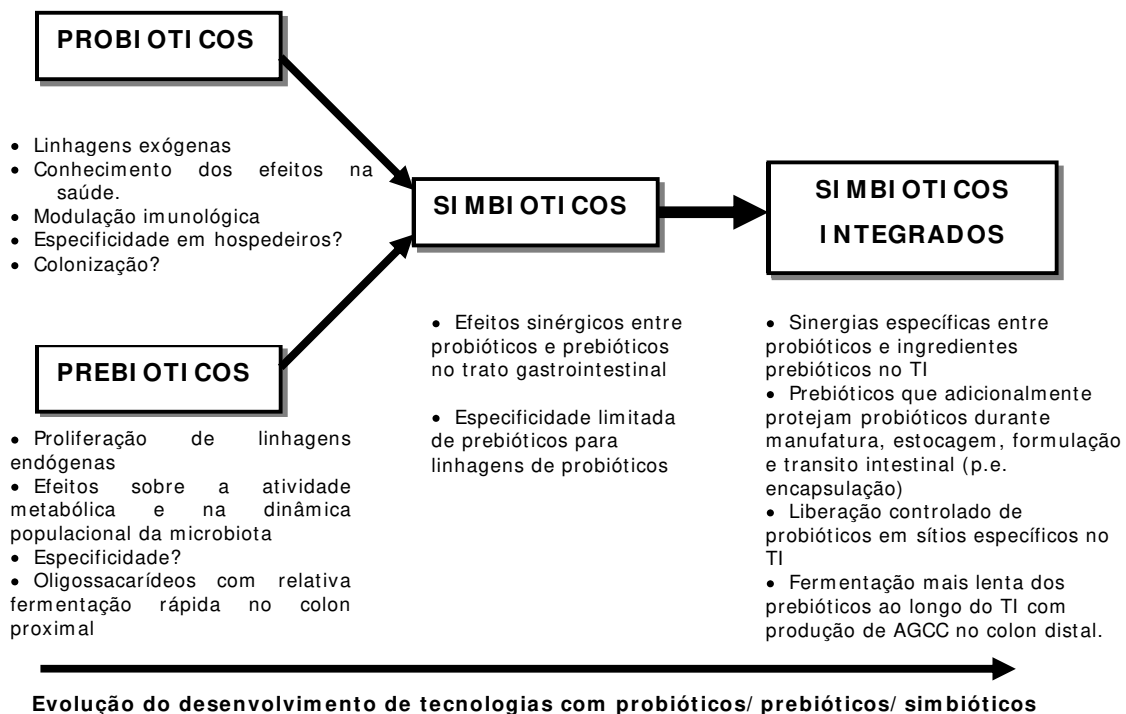 PROBIOTICOS
• Linhagens exógenas
• Conhecimento dos efeitos na
saúde.
• Modulação imunológica
• Especificidade em hospedeiros?
• Colonização?
PREBIOTICOS
• Proliferação de linhagens
endógenas
• Efeitos sobre a atividade
metabólica e na dinâmica
populacional da microbiota
• Especificidade?
• Oligossacarídeos com relativa
fermentação rápida no colon
proximal
SIMBIOTICOS
• Efeitos sinérgicos entre
probióticos e prebióticos
no trato gastrointestinal
• Especificidade limitada
de prebióticos para
linhagens de probióticos
SIMBIOTICOS
INTEGRADOS
• Sinergias específicas entre
probióticos e ingredientes
prebióticos no TI
• Prebióticos que adicionalmente
protejam probióticos durante
manufatura, estocagem, formulação
e transito intestinal (p.e.
encapsulação)
• Liberação controlado de
probióticos em sítios específicos no
TI
• Fermentação mais lenta dos
prebióticos ao longo do TI com
produção de AGCC no colon distal.
Evolução do desenvolvimento de tecnologias com probióticos/ prebióticos/ simbióticos